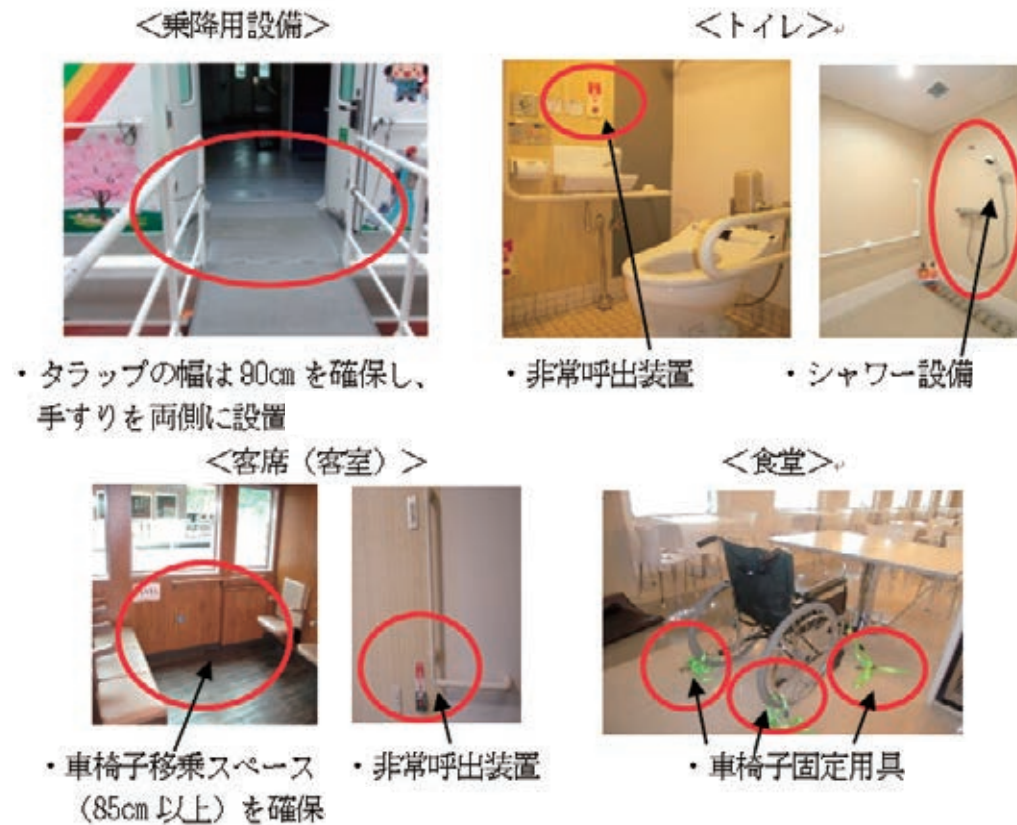 ＜乗降用設備＞
＜トイレ＞
・タラップの幅は90cmを確保し、
手すりを両側に設置
・非常呼出装置
・シャワー設備
＜客席（客室）＞
＜食堂＞
・車椅子移乗スペース
（85cm以上）を確保
・非常呼出装置
・車椅子固定用具